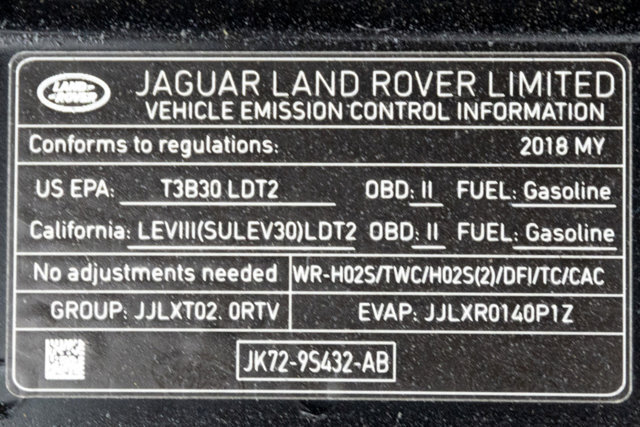 LAND ROVER JAGUAR LAND ROVER LIMITED
VEHICLE EMISSION CONTROL INFORMATION
Conforms to regulations: 2018 MY
US EPA: T3B30 LDT2 OBD: II FUEL: Gasoline
California: LEVIII(SULEV30)LDT2 OBD: II FUEL: Gasoline
No adjustments needed WR-HO2S/TWC/HO2S(2)/DFI/TC/CAC
GROUP: JJLXT02. 0RTV EVAP: JJLXR0140P1Z
JK72-9S432-AB